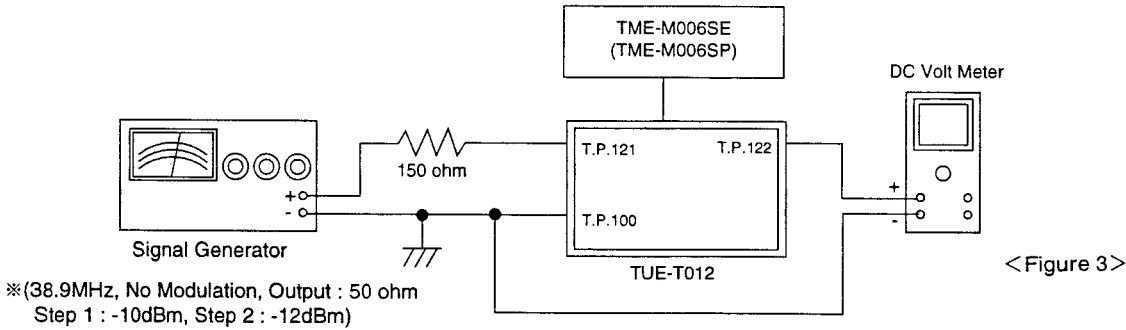 TME-M006SE
(TME-M006SP)
DC Volt Meter
T.P.121
T.P.122
150 ohm
+
-
+
-
T.P.100
Signal Generator
TUE-T012
<Figure 3>
※(38.9MHz, No Modulation, Output : 50 ohm
Step 1 : -10dBm, Step 2 : -12dBm)